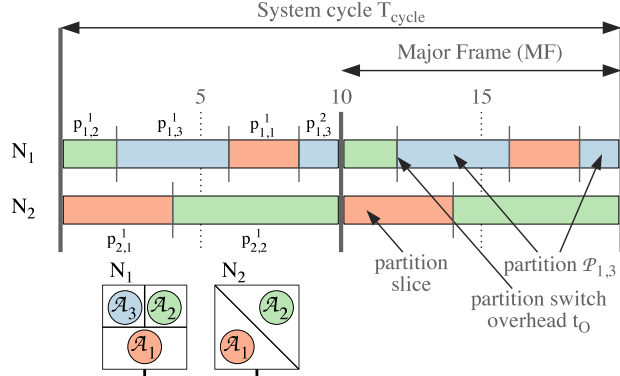 System cycle T_cycle
Major Frame (MF)
5 10 15
p^1_{1,2} p^1_{1,3} p^1_{1,1} p^2_{1,3}
N_1
N_2
p^1_{2,1} p^1_{2,2}
partition slice
partition switch overhead t_O
partition 𝒫_{1,3}
N_1 N_2
𝒜_3 𝒜_2 𝒜_2
𝒜_1 𝒜_1